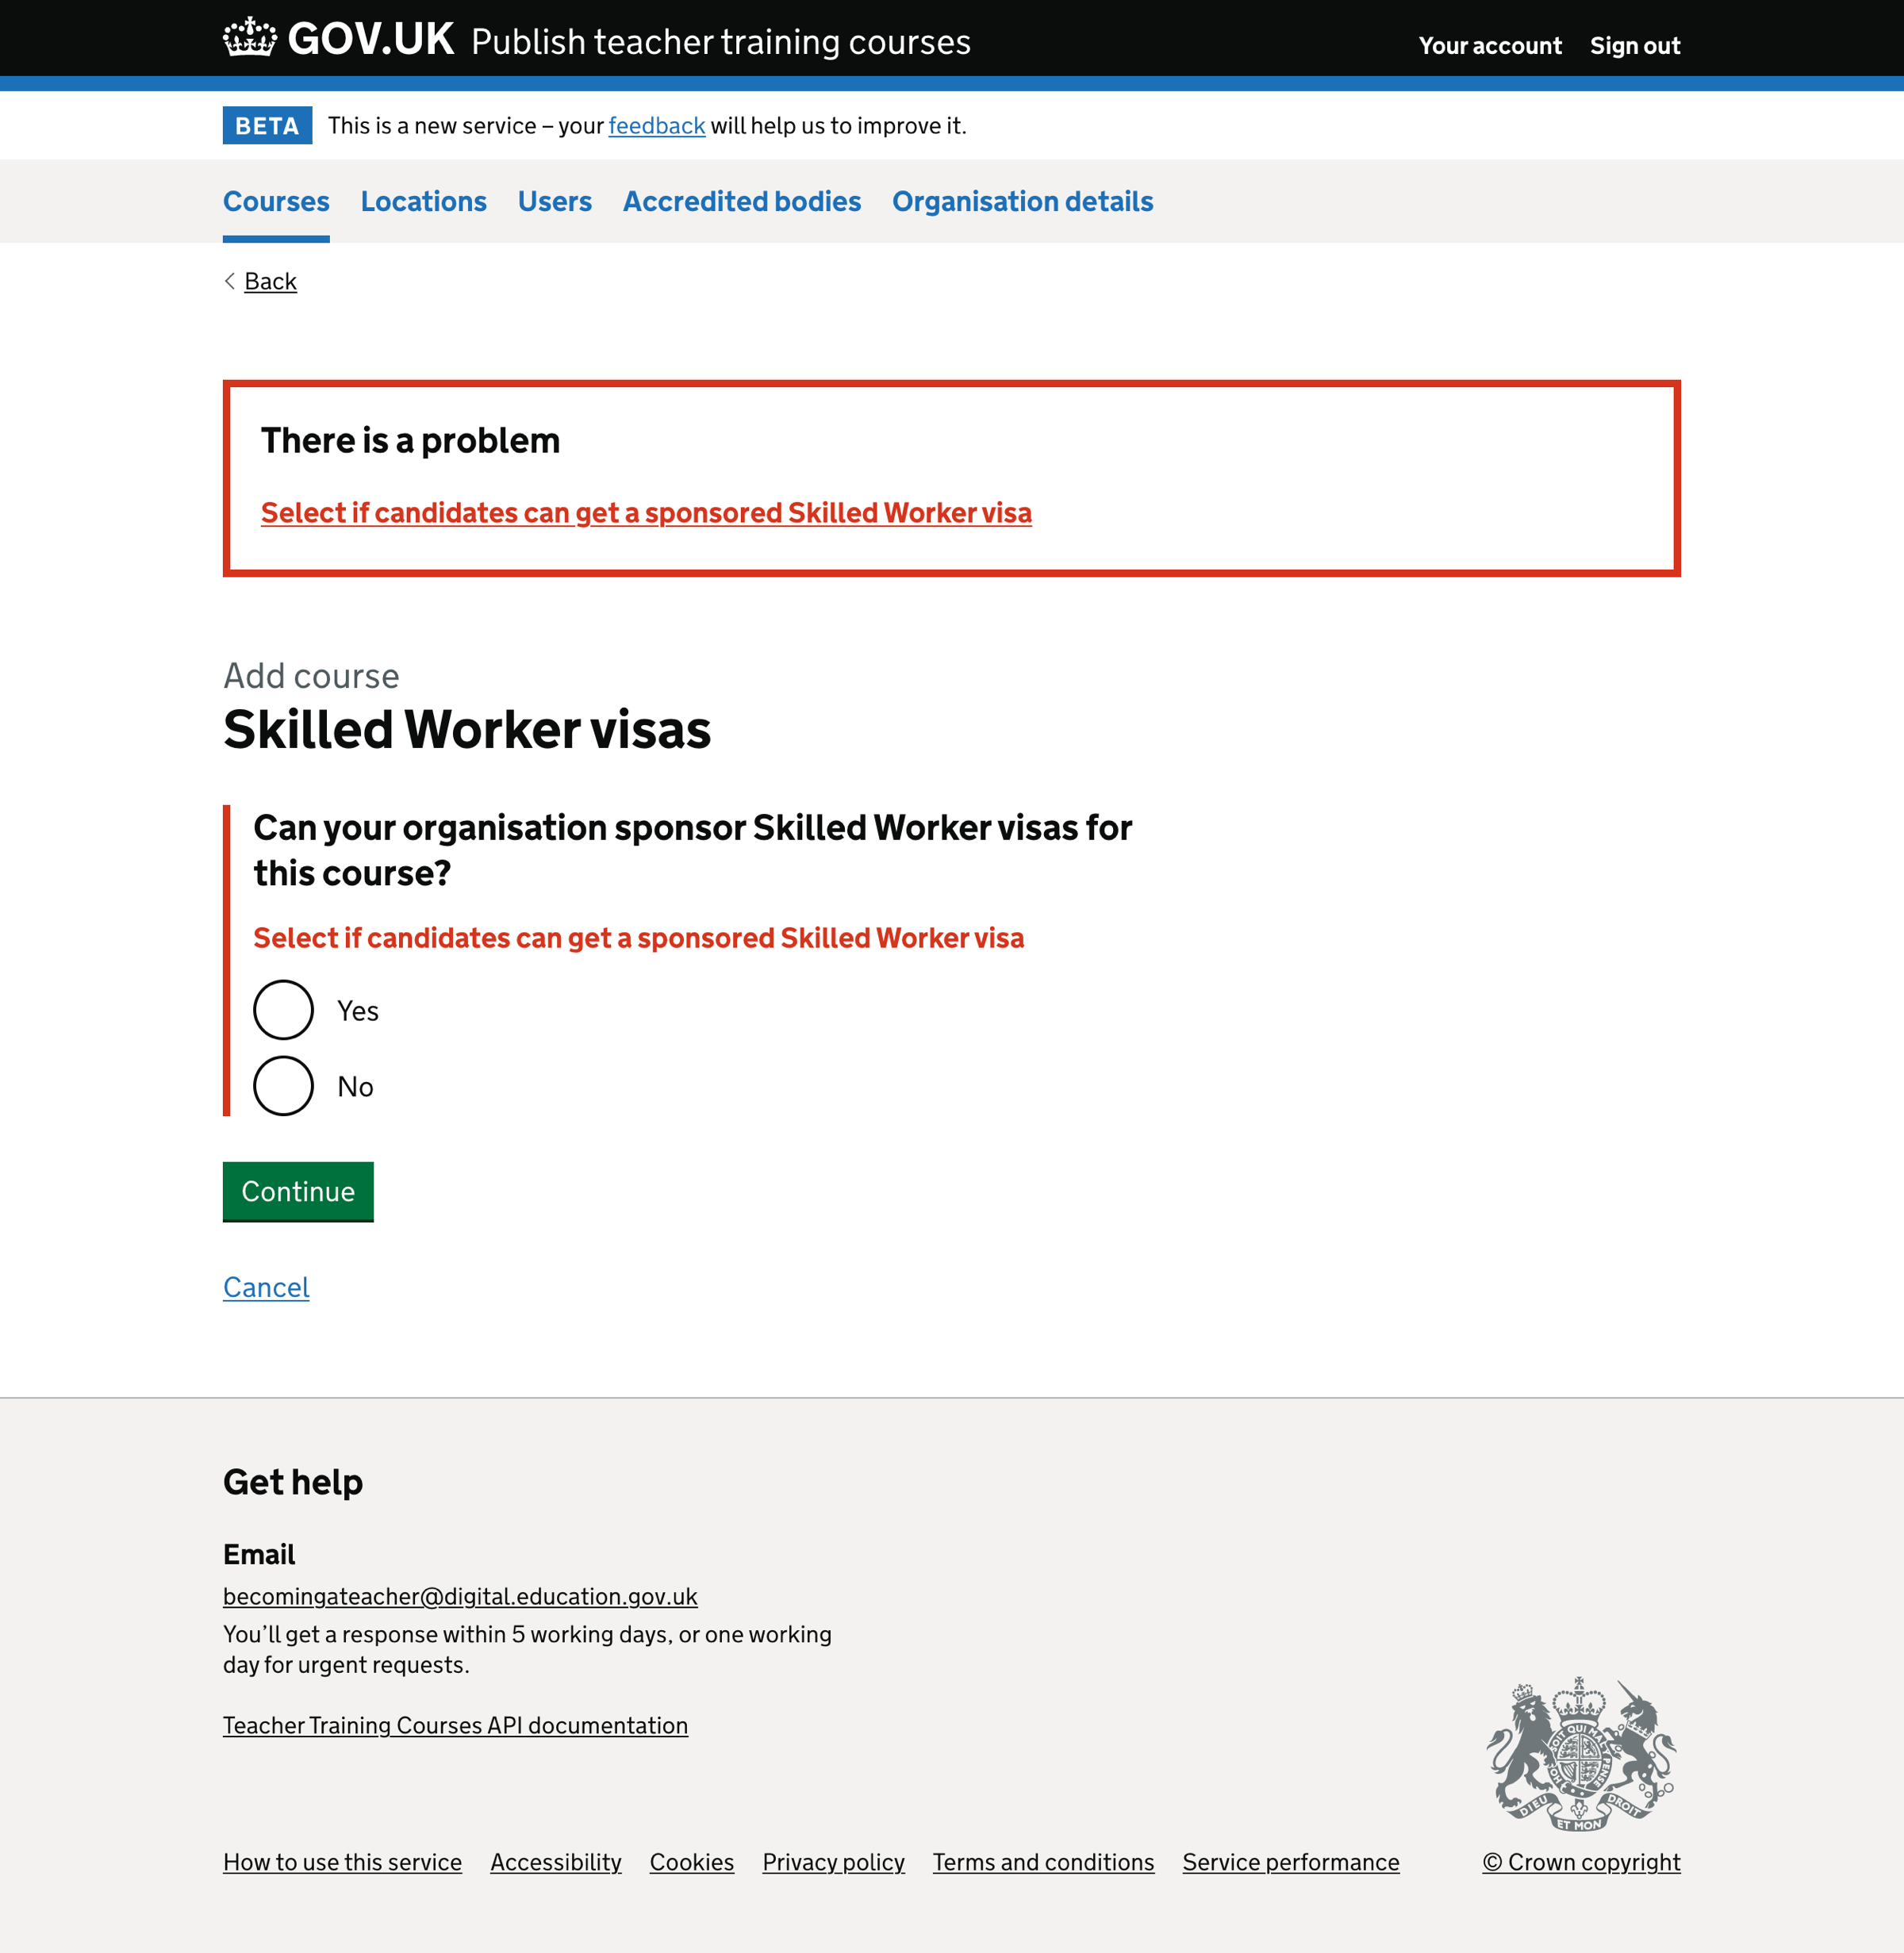 GOV.UK Publish teacher training courses Your account Sign out
BETA This is a new service – your feedback will help us to improve it.
Courses Locations Users Accredited bodies Organisation details
Back
There is a problem
Select if candidates can get a sponsored Skilled Worker visa
Add course
Skilled Worker visas
Can your organisation sponsor Skilled Worker visas for
this course?
Select if candidates can get a sponsored Skilled Worker visa
Yes
No
Continue
Cancel
Get help
Email
becomingateacher@digital.education.gov.uk
You’ll get a response within 5 working days, or one working
day for urgent requests.
Teacher Training Courses API documentation
DIEU ET MON DROIT
How to use this service Accessibility Cookies Privacy policy Terms and conditions Service performance © Crown copyright